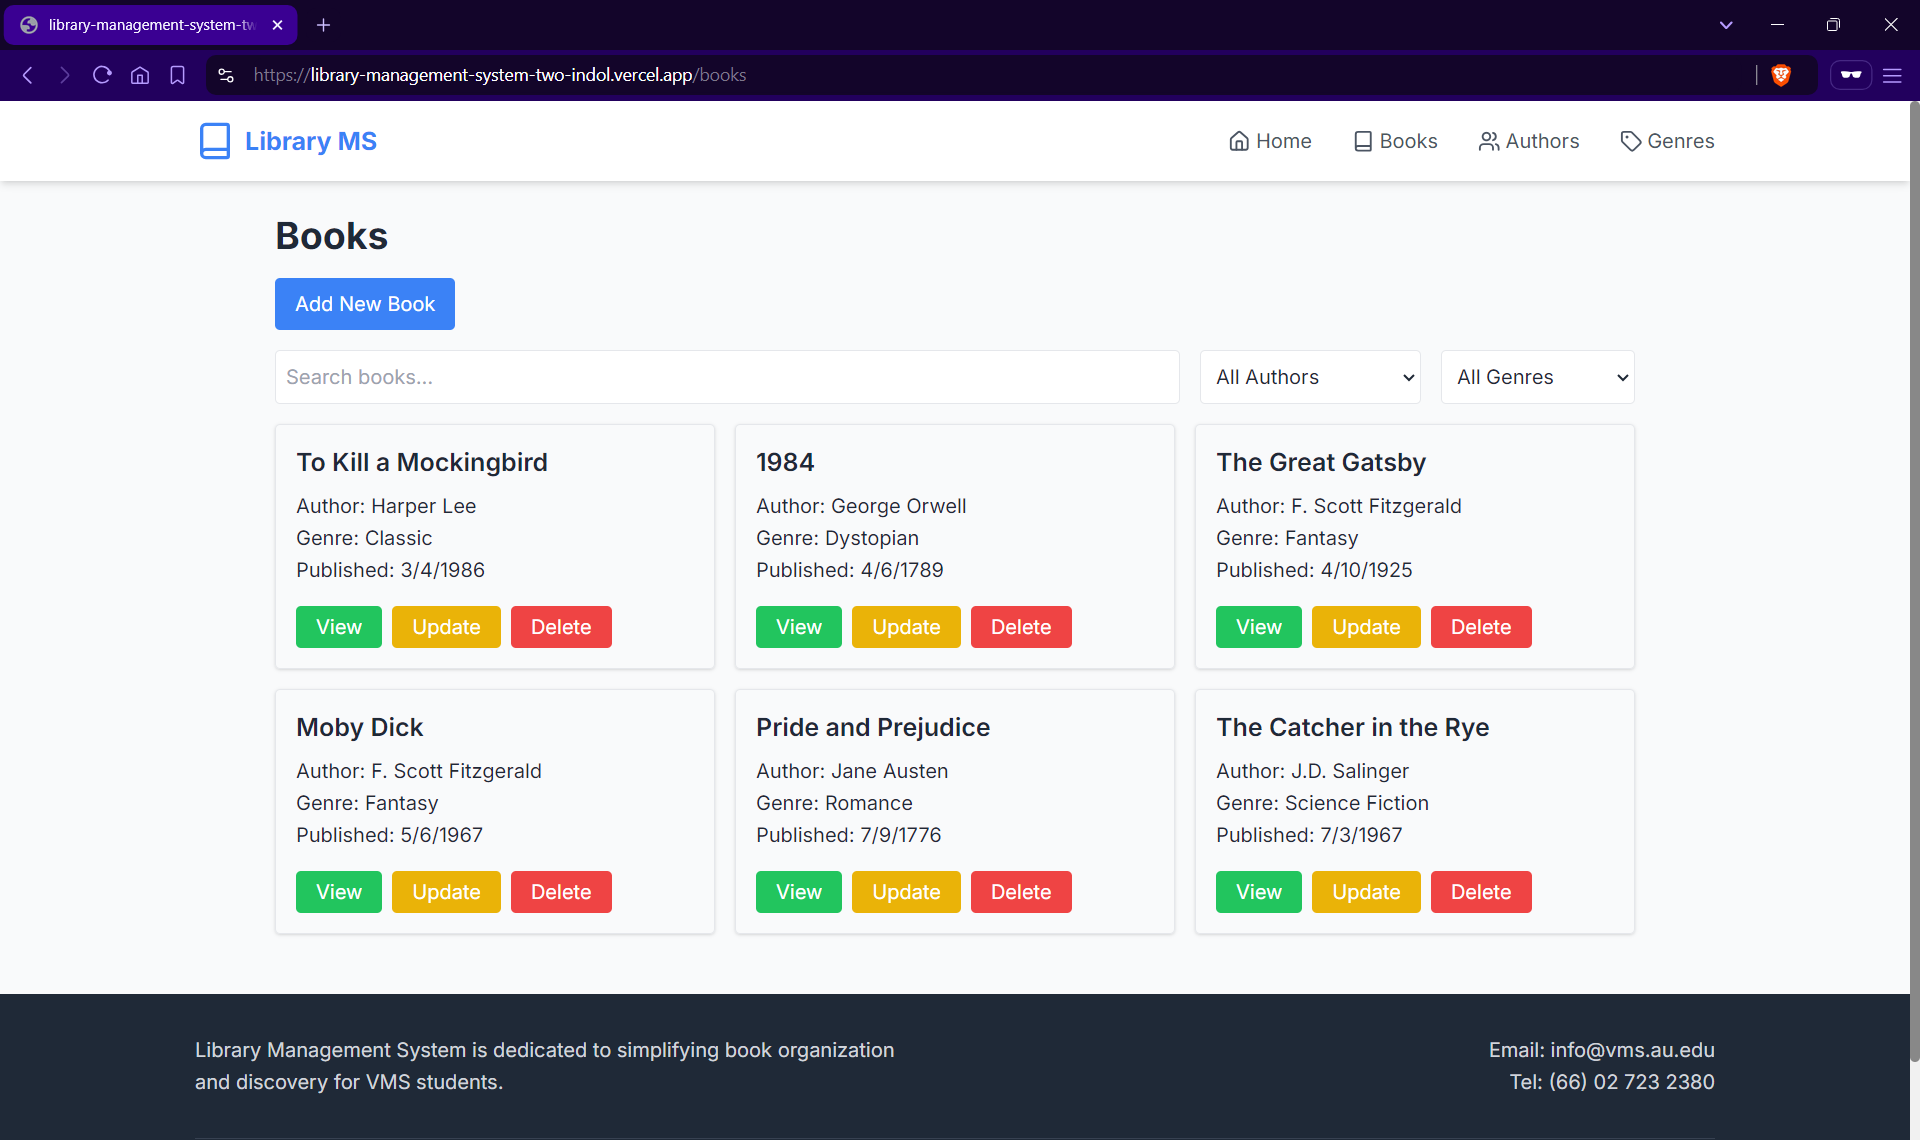 library-management-system-tw
https://library-management-system-two-indol.vercel.app/books
Library MS
Home
Books
Authors
Genres
Books
Add New Book
Search books...
All Authors
All Genres
To Kill a Mockingbird
Author: Harper Lee
Genre: Classic
Published: 3/4/1986
View
Update
Delete
1984
Author: George Orwell
Genre: Dystopian
Published: 4/6/1789
View
Update
Delete
The Great Gatsby
Author: F. Scott Fitzgerald
Genre: Fantasy
Published: 4/10/1925
View
Update
Delete
Moby Dick
Author: F. Scott Fitzgerald
Genre: Fantasy
Published: 5/6/1967
View
Update
Delete
Pride and Prejudice
Author: Jane Austen
Genre: Romance
Published: 7/9/1776
View
Update
Delete
The Catcher in the Rye
Author: J.D. Salinger
Genre: Science Fiction
Published: 7/3/1967
View
Update
Delete
Library Management System is dedicated to simplifying book organization
and discovery for VMS students.
Email: info@vms.au.edu
Tel: (66) 02 723 2380